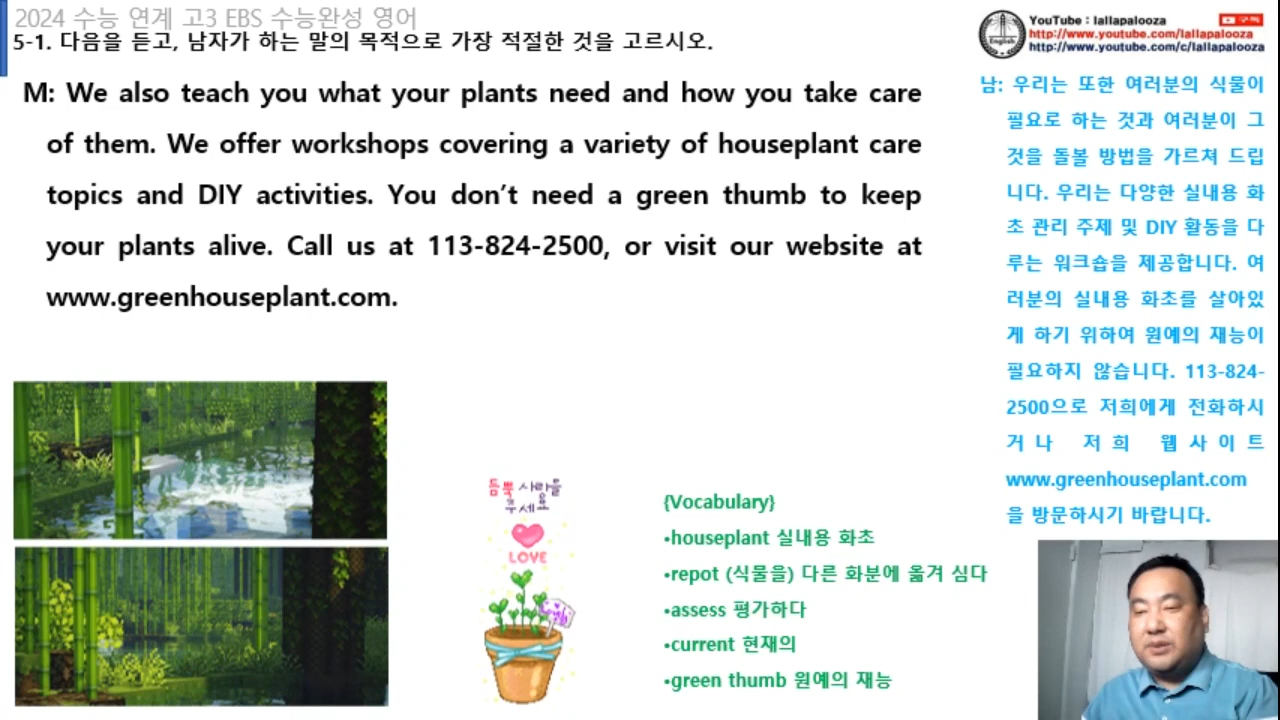 2024 수능 연계 고3 EBS 수능완성 영어
5-1. 다음을 듣고, 남자가 하는 말의 목적으로 가장 적절한 것을 고르시오.
M: We also teach you what your plants need and how you take care
of them. We offer workshops covering a variety of houseplant care
topics and DIY activities. You don’t need a green thumb to keep
your plants alive. Call us at 113-824-2500, or visit our website at
www.greenhouseplant.com.
YouTube : lallapalooza
구독
http://www.youtube.com/lallapalooza
http://www.youtube.com/c/lallapalooza
English
남: 우리는 또한 여러분의 식물이
필요로 하는 것과 여러분이 그
것을 돌볼 방법을 가르쳐 드립
니다. 우리는 다양한 실내용 화
초 관리 주제 및 DIY 활동을 다
루는 워크숍을 제공합니다. 여
러분의 실내용 화초를 살아있
게 하기 위하여 원예의 재능이
필요하지 않습니다. 113-824-
2500으로 저희에게 전화하시
거나 저희 웹사이트
www.greenhouseplant.com
을 방문하시기 바랍니다.
듬뿍 사랑을
주세요
LOVE
{Vocabulary}
•houseplant 실내용 화초
•repot (식물을) 다른 화분에 옮겨 심다
•assess 평가하다
•current 현재의
•green thumb 원예의 재능